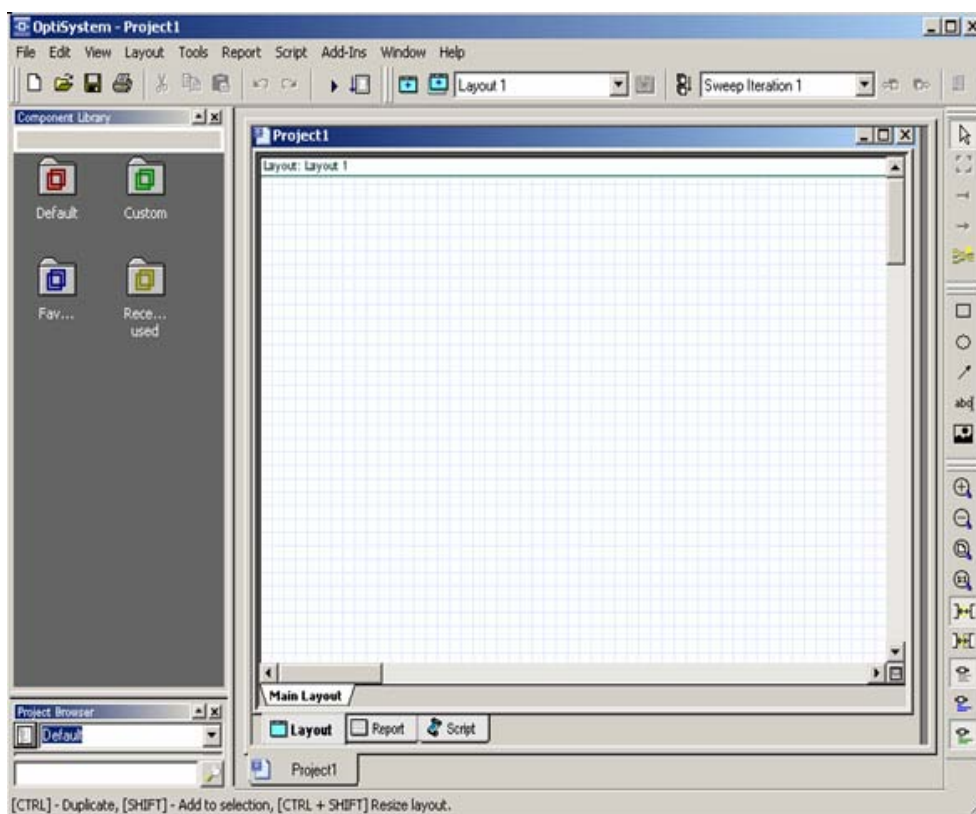 OptiSystem - Project1
File Edit View Layout Tools Report Script Add-Ins Window Help
Layout 1
Sweep Iteration 1
Component Library
Default
Custom
Fav...
Rece...
used
Project1
Layout: Layout 1
abc
Main Layout
Layout Report Script
Project Browser
Default
Project1
[CTRL] - Duplicate, [SHIFT] - Add to selection, [CTRL + SHIFT] Resize layout.